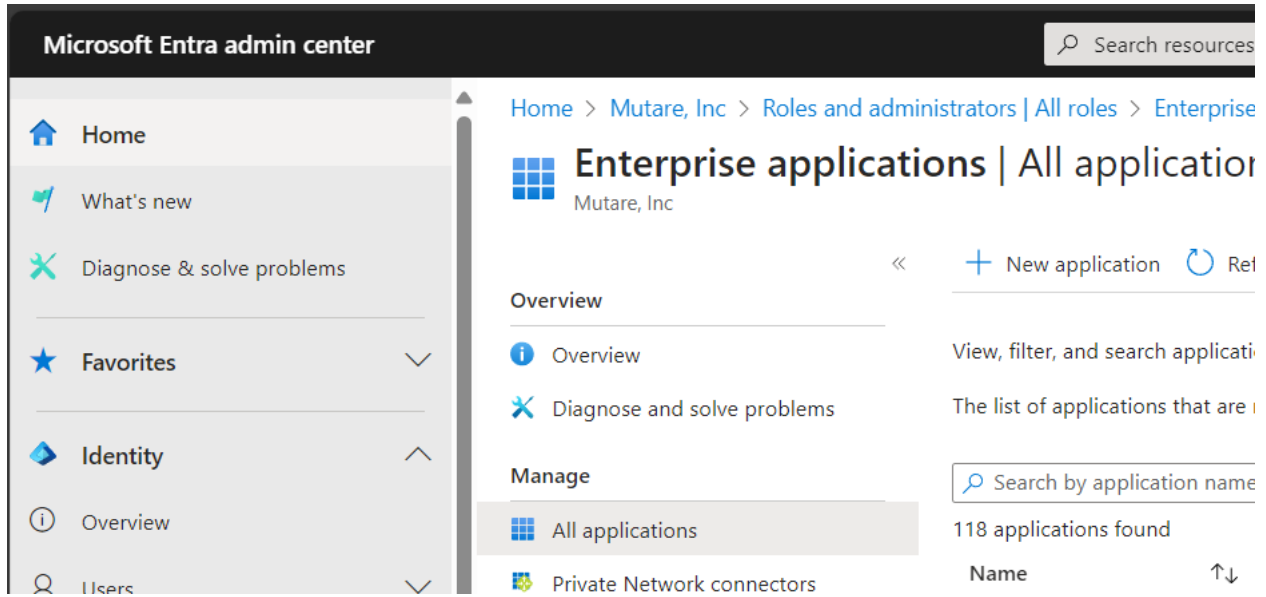 Microsoft Entra admin center
Search resources
Home
What's new
Diagnose & solve problems
Favorites
Identity
Overview
Users
Home > Mutare, Inc > Roles and administrators | All roles > Enterprise
Enterprise applications | All application
Mutare, Inc
«
Overview
Overview
Diagnose and solve problems
Manage
All applications
Private Network connectors
+ New application Ref
View, filter, and search applicati
The list of applications that are
Search by application name
118 applications found
Name ↑↓